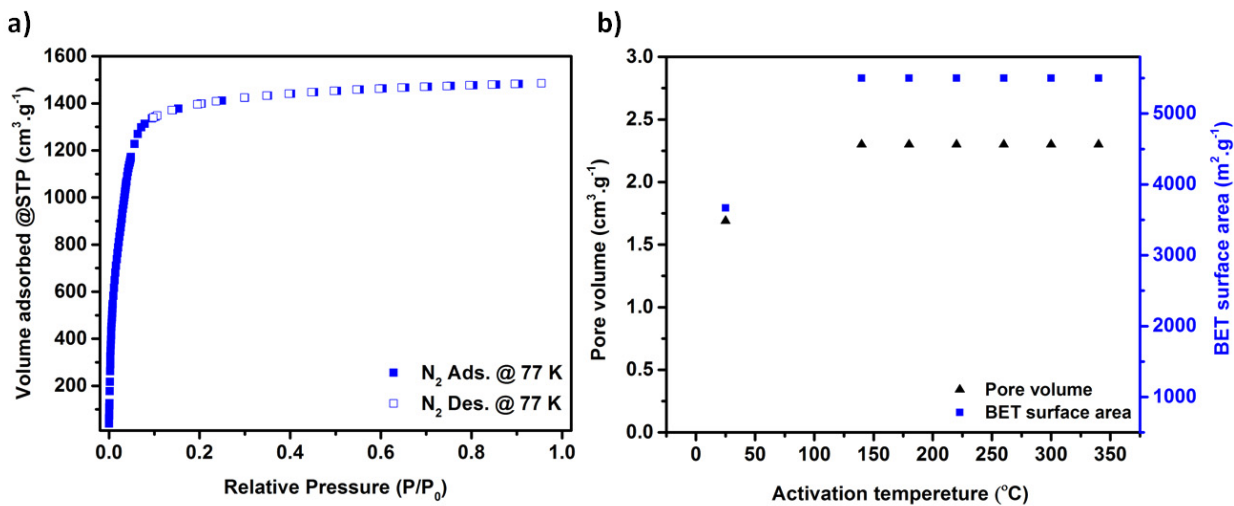 a)
1600
1400
1200
1000
800
600
400
200
0.0 0.2 0.4 0.6 0.8 1.0
Volume adsorbed @STP (cm³.g⁻¹)
Relative Pressure (P/P₀)
N₂ Ads. @ 77 K
N₂ Des. @ 77 K
b)
3.0
2.5
2.0
1.5
1.0
0.5
0.0
0 50 100 150 200 250 300 350
Pore volume (cm³.g⁻¹)
Activation tempereture (°C)
Pore volume
BET surface area
5000
4000
3000
2000
1000
BET surface area (m².g⁻¹)